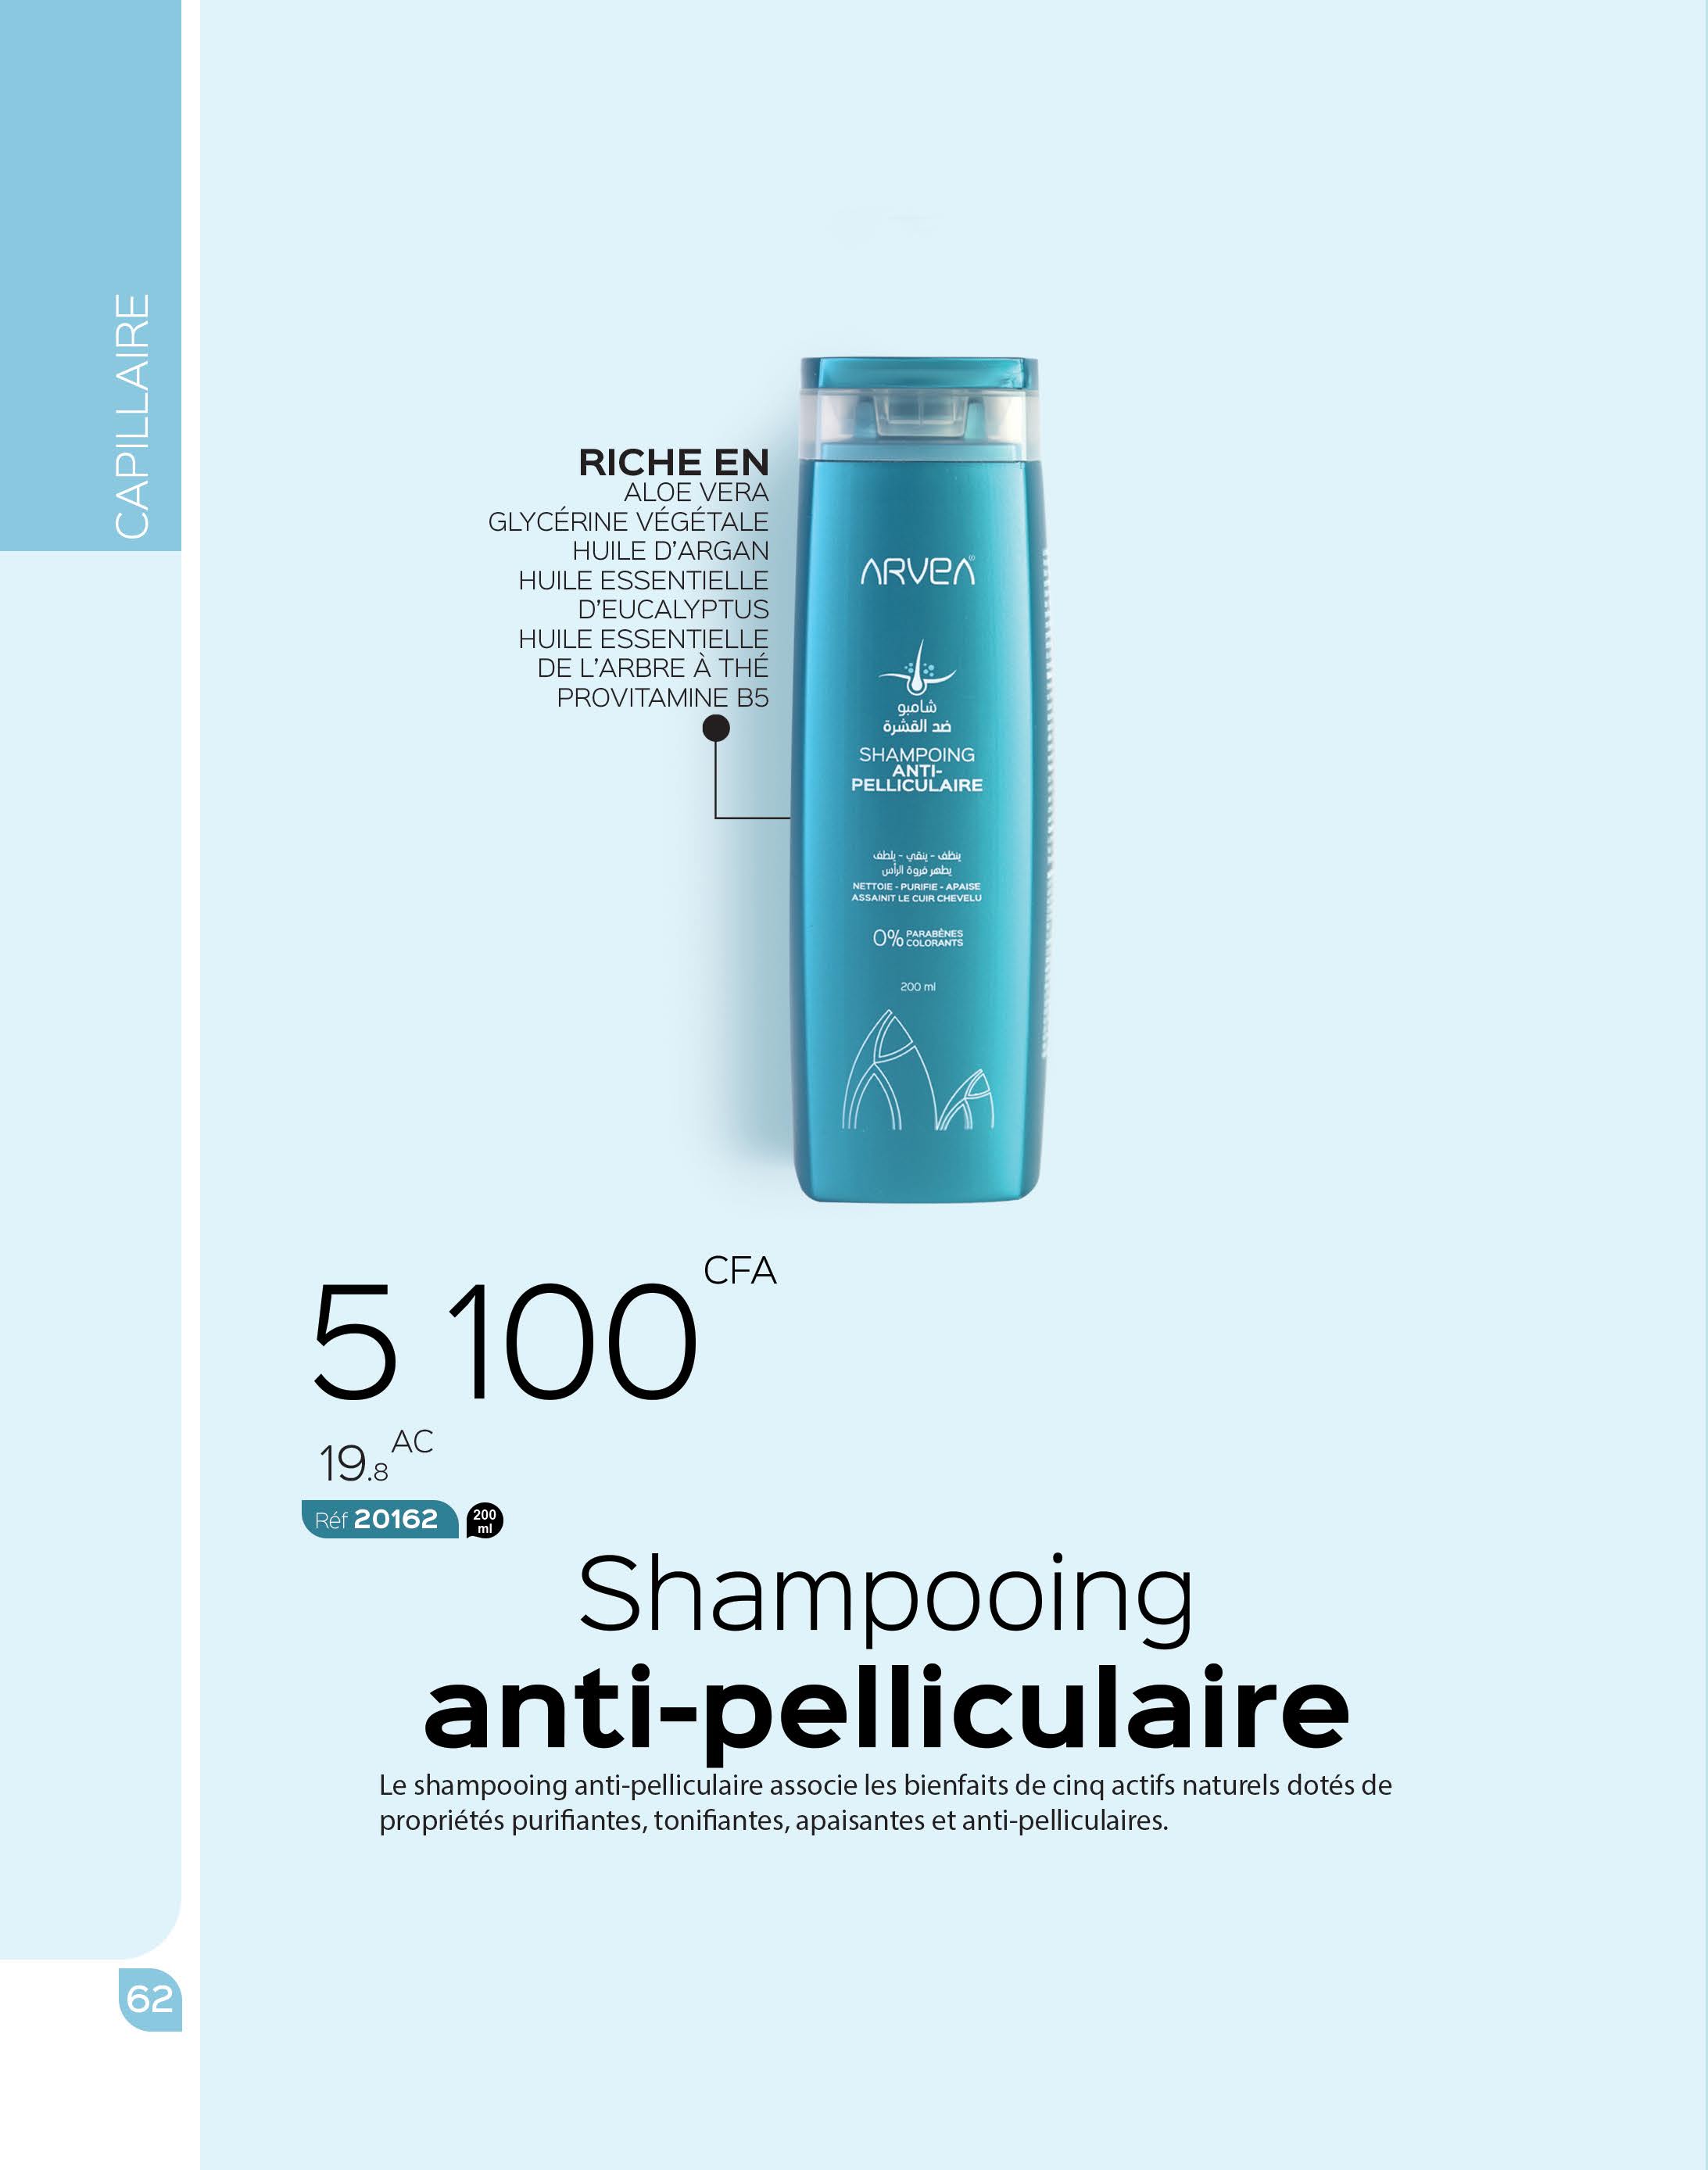 CAPILLAIRE
RICHE EN
ALOE VERA
GLYCÉRINE VÉGÉTALE
HUILE D'ARGAN
HUILE ESSENTIELLE
D'EUCALYPTUS
HUILE ESSENTIELLE
DE L'ARBRE À THÉ
PROVITAMINE B5
ARVEA®
شامبو
ضد القشرة
SHAMPOING
ANTI-
PELLICULAIRE
ينظف - ينقي - يلطف
يطهر فروة الرأس
NETTOIE - PURIFIE - APAISE
ASSAINIT LE CUIR CHEVELU
0% PARABÈNES
COLORANTS
200 ml
5 100 CFA
19.8 AC
Réf 20162
200
ml
Shampooing
anti-pelliculaire
Le shampooing anti-pelliculaire associe les bienfaits de cinq actifs naturels dotés de
propriétés purifiantes, tonifiantes, apaisantes et anti-pelliculaires.
62